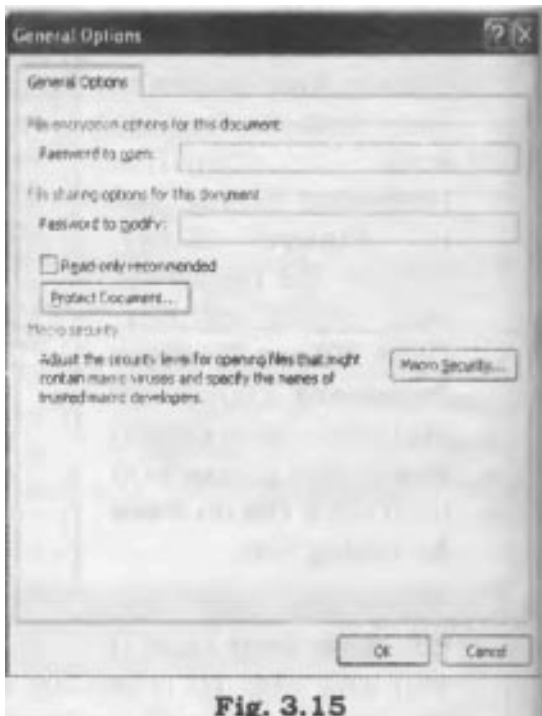 General Options
General Options
File encryption options for this document
Password to open:
File sharing options for this document
Password to modify:
Read-only recommended
Protect Document...
Macro security
Adjust the security level for opening files that might
contain macro viruses and specify the names of
trusted macro developers.
Macro Security...
OK
Cancel
Fig. 3.15